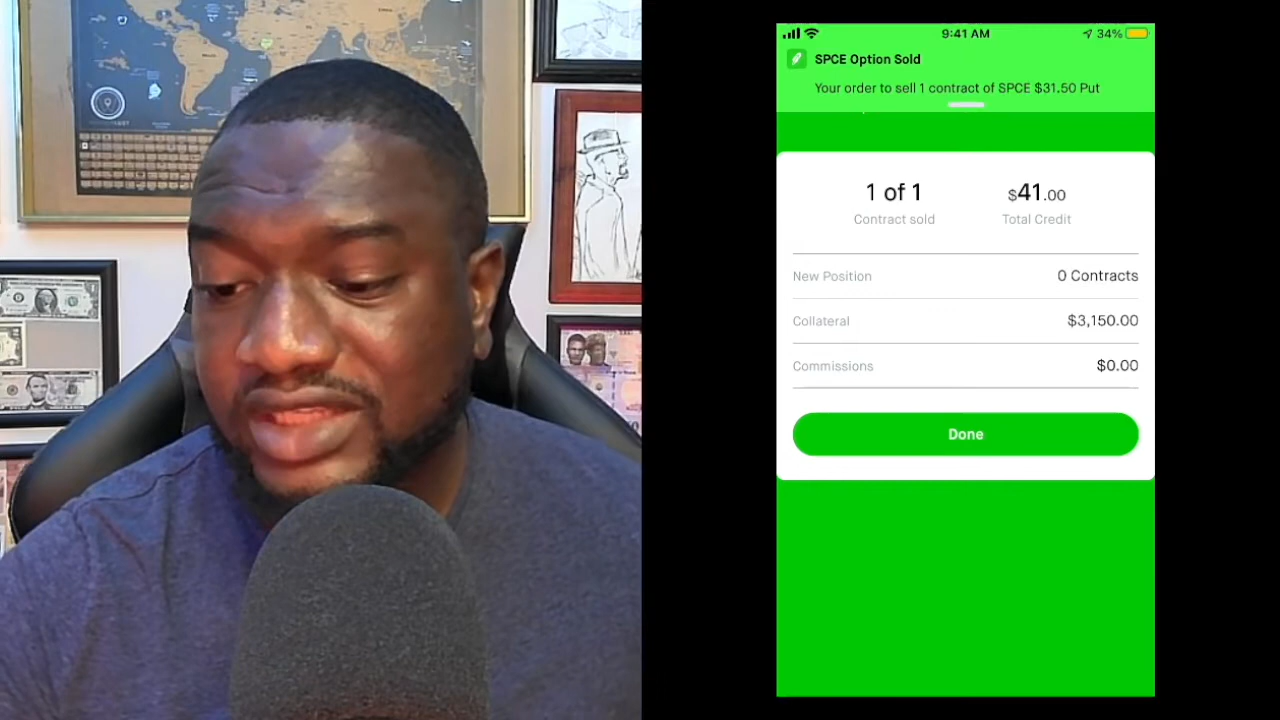 9:41 AM
34%
SPCE Option Sold
Your order to sell 1 contract of SPCE $31.50 Put
1 of 1
$41.00
Contract sold
Total Credit
New Position
0 Contracts
Collateral
$3,150.00
Commissions
$0.00
Done